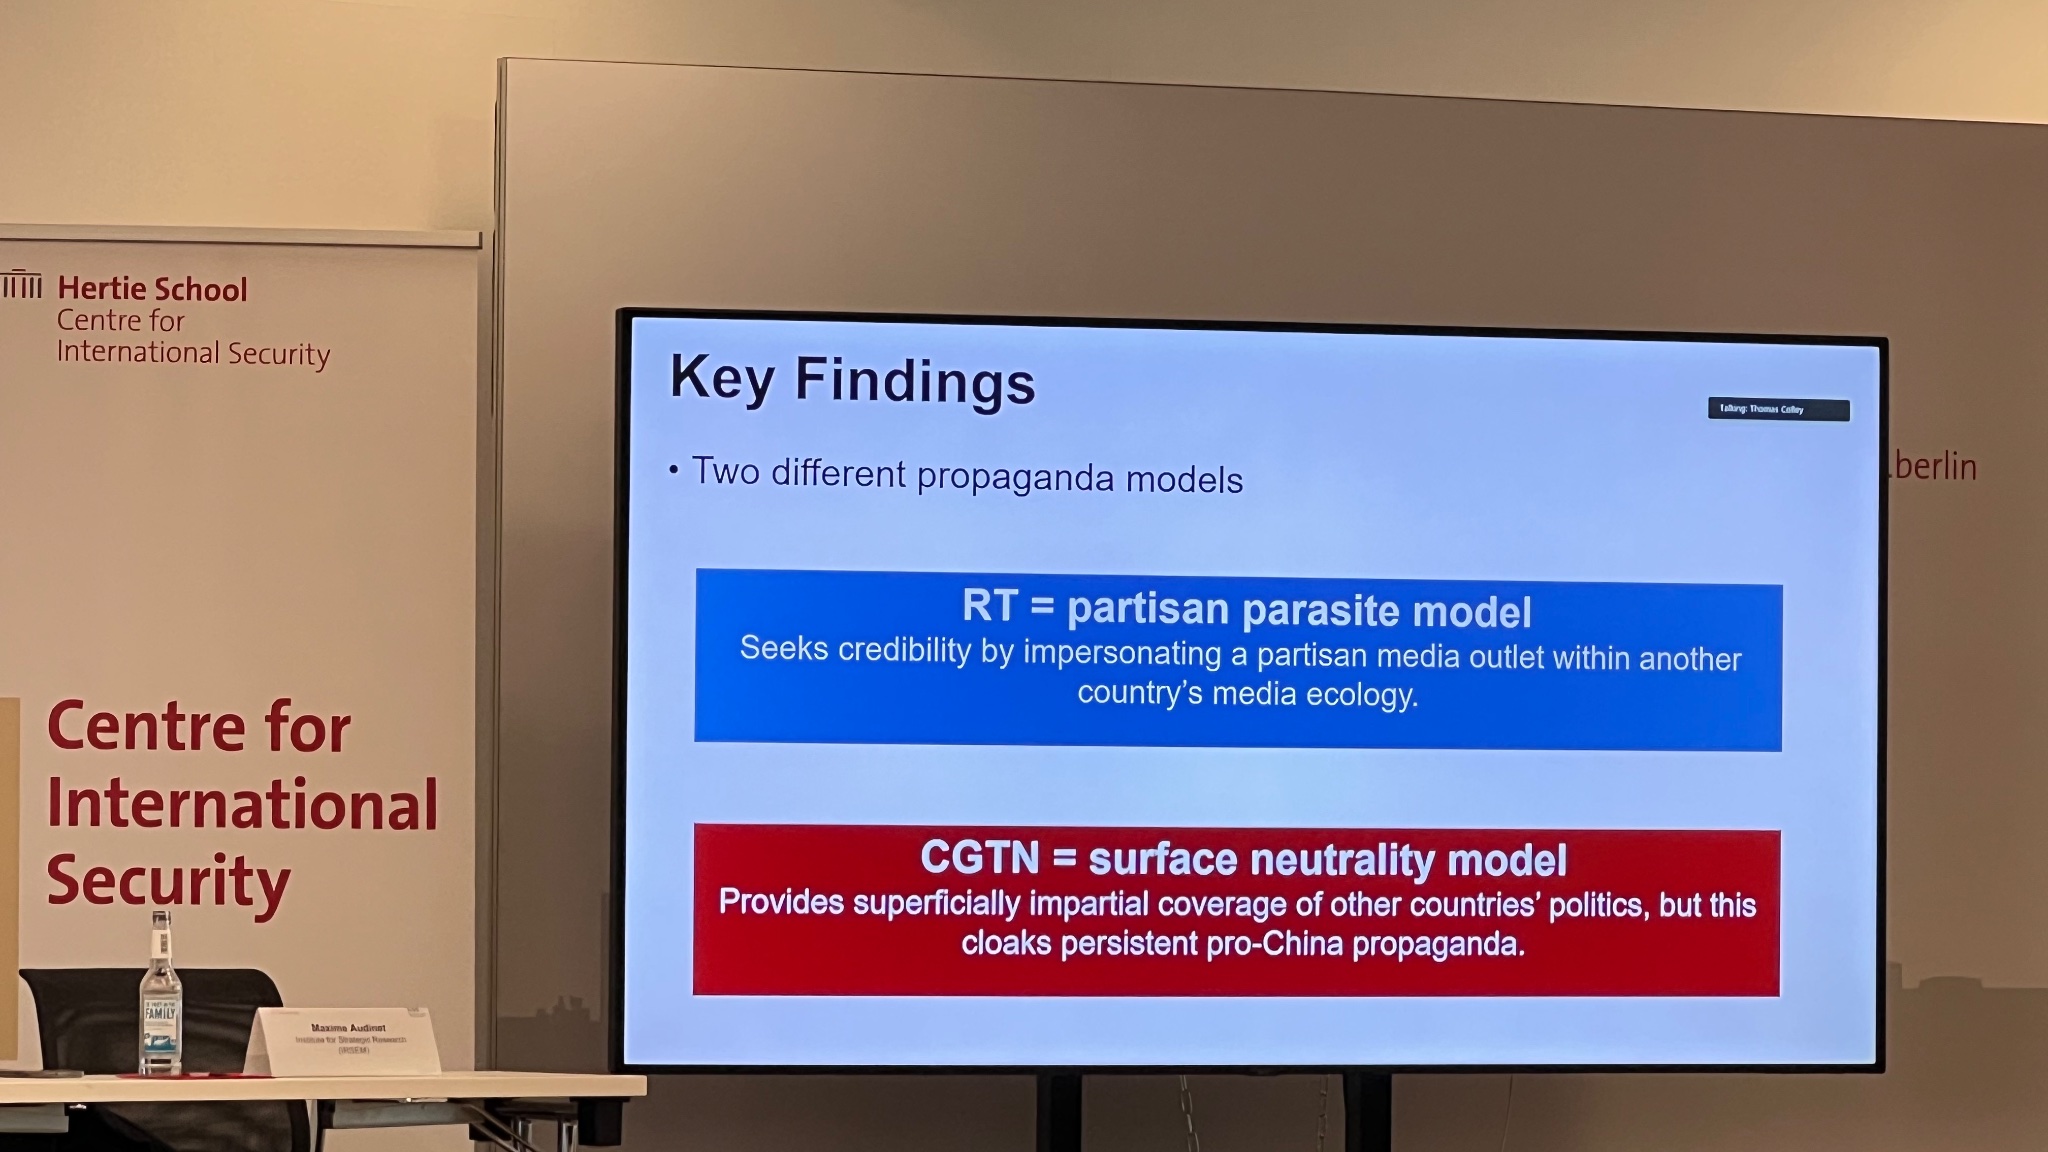 Hertie School
Centre for
International Security
Centre for
International
Security
Key Findings
Talking: Thomas Colley
• Two different propaganda models
RT = partisan parasite model
Seeks credibility by impersonating a partisan media outlet within another
country's media ecology.
CGTN = surface neutrality model
Provides superficially impartial coverage of other countries' politics, but this
cloaks persistent pro-China propaganda.
.berlin
FAMILY
Maxime Audinet
Institute for Strategic Research
(IRSEM)